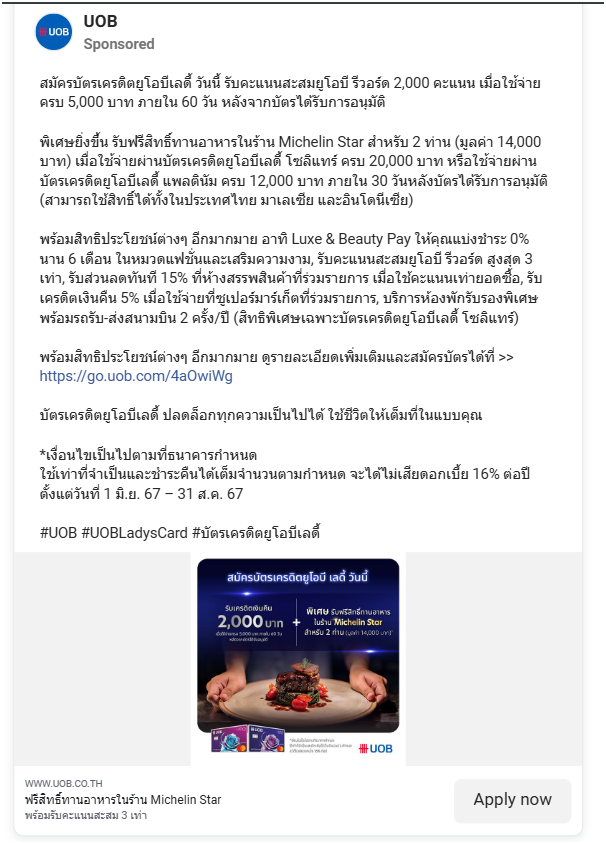 UOB
UOB
Sponsored
สมัครบัตรเครดิตยูโอบีเลดี้ วันนี้ รับคะแนนสะสมยูโอบี รีวอร์ด 2,000 คะแนน เมื่อใช้จ่าย
ครบ 5,000 บาท ภายใน 60 วัน หลังจากบัตรได้รับการอนุมัติ
พิเศษยิ่งขึ้น รับฟรีสิทธิ์ทานอาหารในร้าน Michelin Star สำหรับ 2 ท่าน (มูลค่า 14,000
บาท) เมื่อใช้จ่ายผ่านบัตรเครดิตยูโอบีเลดี้ โซลิแทร์ ครบ 20,000 บาท หรือใช้จ่ายผ่าน
บัตรเครดิตยูโอบีเลดี้ แพลตินัม ครบ 12,000 บาท ภายใน 30 วันหลังบัตรได้รับการอนุมัติ
(สามารถใช้สิทธิ์ได้ทั้งในประเทศไทย มาเลเซีย และอินโดนีเซีย)
พร้อมสิทธิประโยชน์ต่างๆ อีกมากมาย อาทิ Luxe & Beauty Pay ให้คุณแบ่งชำระ 0%
นาน 6 เดือน ในหมวดแฟชั่นและเสริมความงาม, รับคะแนนสะสมยูโอบี รีวอร์ด สูงสุด 3
เท่า, รับส่วนลดทันที 15% ที่ห้างสรรพสินค้าที่ร่วมรายการ เมื่อใช้คะแนนเท่ายอดซื้อ, รับ
เครดิตเงินคืน 5% เมื่อใช้จ่ายที่ซูเปอร์มาร์เก็ตที่ร่วมรายการ, บริการห้องพักรับรองพิเศษ
พร้อมรถรับ-ส่งสนามบิน 2 ครั้ง/ปี (สิทธิพิเศษเฉพาะบัตรเครดิตยูโอบีเลดี้ โซลิแทร์)
พร้อมสิทธิประโยชน์ต่างๆ อีกมากมาย ดูรายละเอียดเพิ่มเติมและสมัครบัตรได้ที่ >>
https://go.uob.com/4aOwiWg
บัตรเครดิตยูโอบีเลดี้ ปลดล็อกทุกความเป็นไปได้ ใช้ชีวิตให้เต็มที่ในแบบคุณ
*เงื่อนไขเป็นไปตามที่ธนาคารกำหนด
ใช้เท่าที่จำเป็นและชำระคืนได้เต็มจำนวนตามกำหนด จะได้ไม่เสียดอกเบี้ย 16% ต่อปี
ตั้งแต่วันที่ 1 มิ.ย. 67 – 31 ส.ค. 67
#UOB #UOBLadysCard #บัตรเครดิตยูโอบีเลดี้
สมัครบัตรเครดิตยูโอบี เลดี้ วันนี้
รับเครดิตเงินคืน
2,000 บาท
+
พิเศษ รับฟรีสิทธิ์ทานอาหาร
ในร้าน Michelin Star
สำหรับ 2 ท่าน (มูลค่า 14,000 บาท)
UOB
WWW.UOB.CO.TH
ฟรีสิทธิ์ทานอาหารในร้าน Michelin Star
พร้อมรับคะแนนสะสม 3 เท่า
Apply now